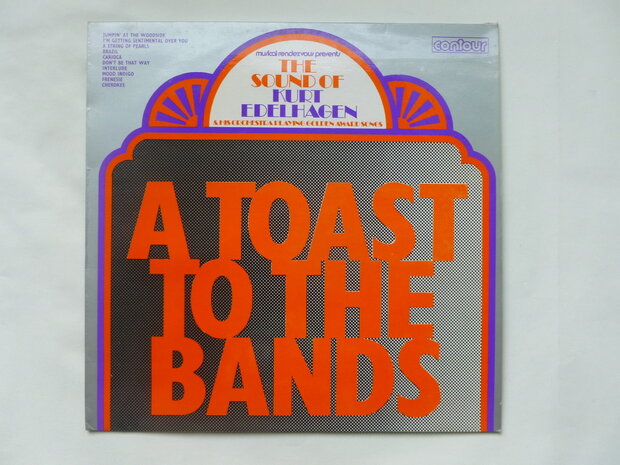 JUMPIN' AT THE WOODSIDE
I'M GETTING SENTIMENTAL OVER YOU
A STRING OF PEARLS
BRAZIL
CARIOCA
DON'T BE THAT WAY
INTERLUDE
MOOD INDIGO
FRENESIE
CHEROKEE
musical rendezvous presents
THE
SOUND OF
KURT
EDELHAGEN
& HIS ORCHESTRA PLAYING GOLDEN AWARD SONGS
contour
A TOAST
TO THE
BANDS